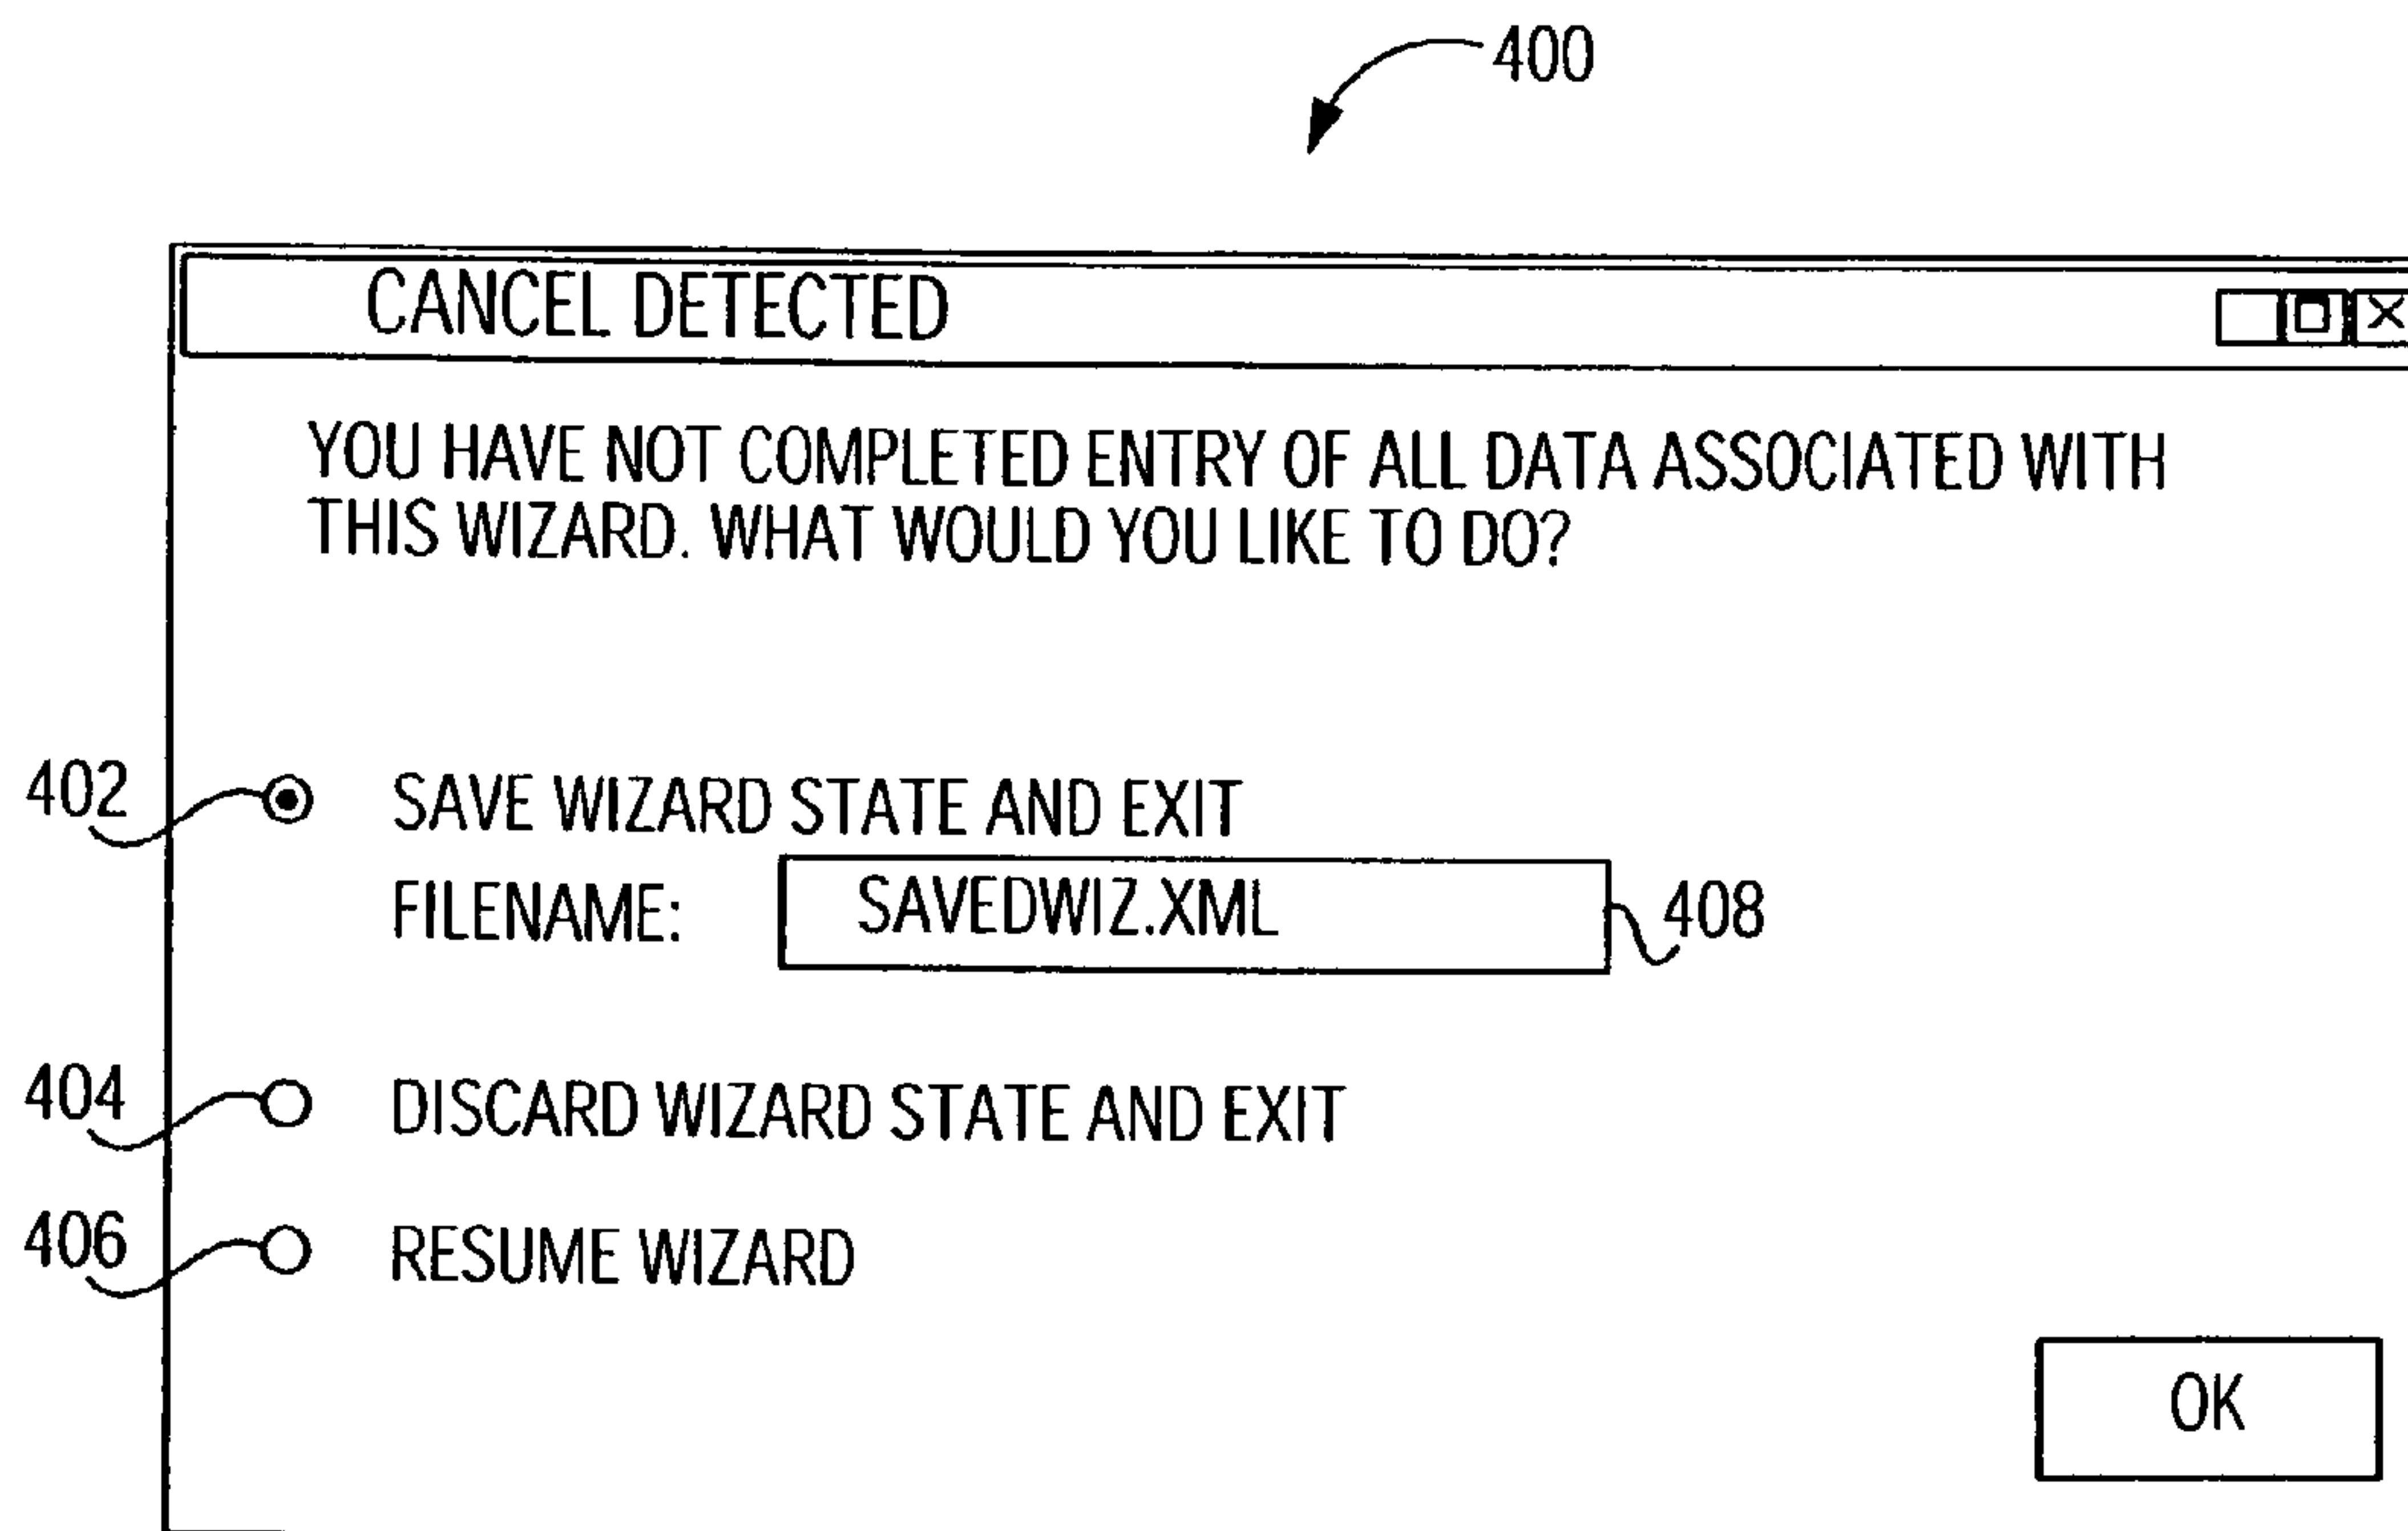 400
CANCEL DETECTED
YOU HAVE NOT COMPLETED ENTRY OF ALL DATA ASSOCIATED WITH
THIS WIZARD. WHAT WOULD YOU LIKE TO DO?
402 SAVE WIZARD STATE AND EXIT
FILENAME: SAVEDWIZ.XML 408
404 DISCARD WIZARD STATE AND EXIT
406 RESUME WIZARD
OK